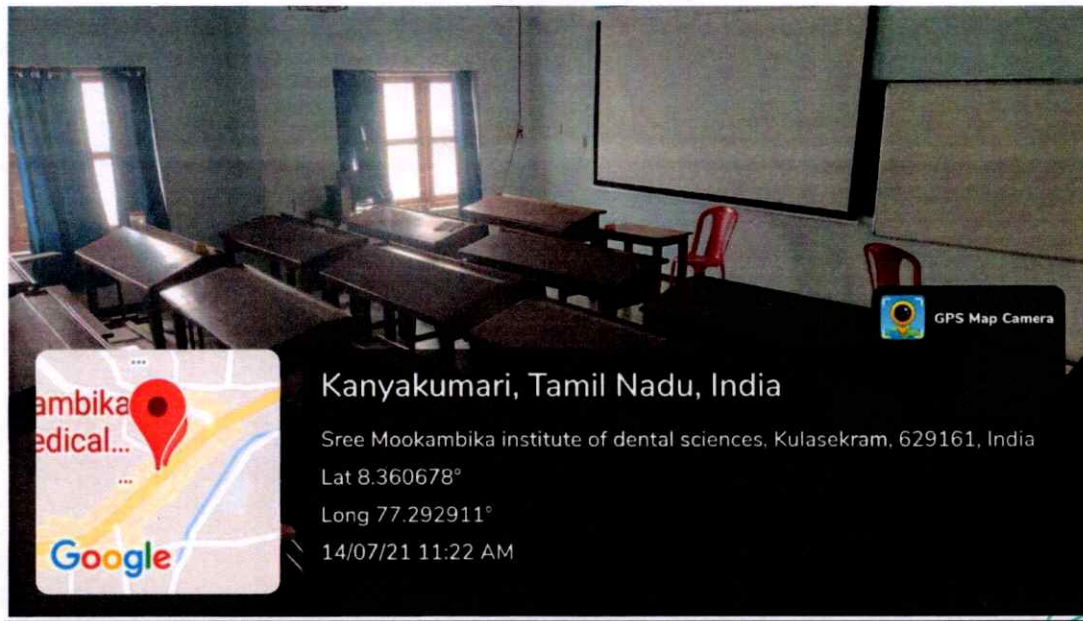 GPS Map Camera
ambika
edical...
Google
Kanyakumari, Tamil Nadu, India
Sree Mookambika institute of dental sciences, Kulasekram, 629161, India
Lat 8.360678°
Long 77.292911°
14/07/21 11:22 AM